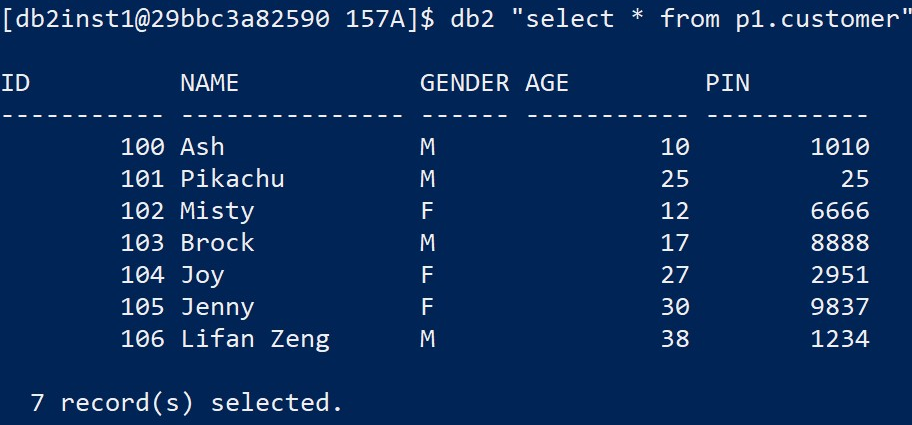 [db2inst1@29bbc3a82590 157A]$ db2 "select * from p1.customer"
ID          NAME            GENDER AGE         PIN
----------- --------------- ------ ----------- -----------
        100 Ash             M               10        1010
        101 Pikachu         M               25          25
        102 Misty           F               12        6666
        103 Brock           M               17        8888
        104 Joy             F               27        2951
        105 Jenny           F               30        9837
        106 Lifan Zeng      M               38        1234
  7 record(s) selected.